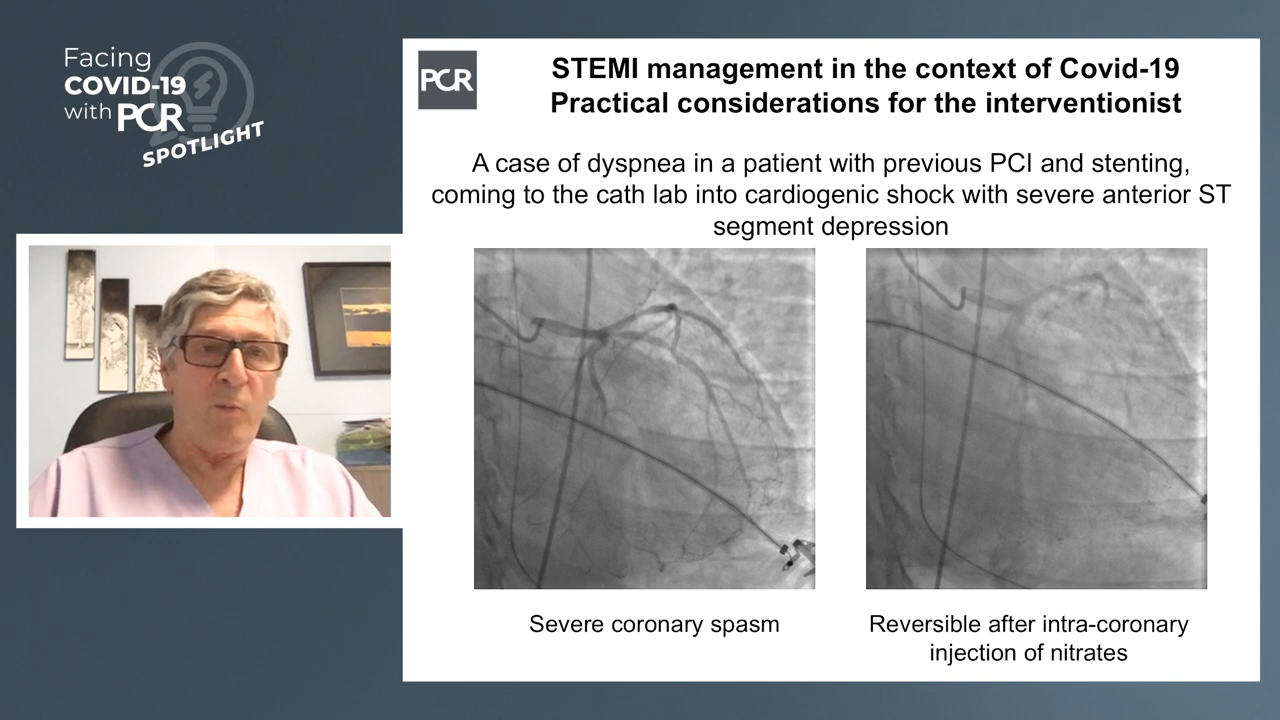 Facing
COVID-19
with PCR
SPOTLIGHT
PCR
STEMI management in the context of Covid-19
Practical considerations for the interventionist
A case of dyspnea in a patient with previous PCI and stenting,
coming to the cath lab into cardiogenic shock with severe anterior ST
segment depression
Severe coronary spasm
Reversible after intra-coronary
injection of nitrates